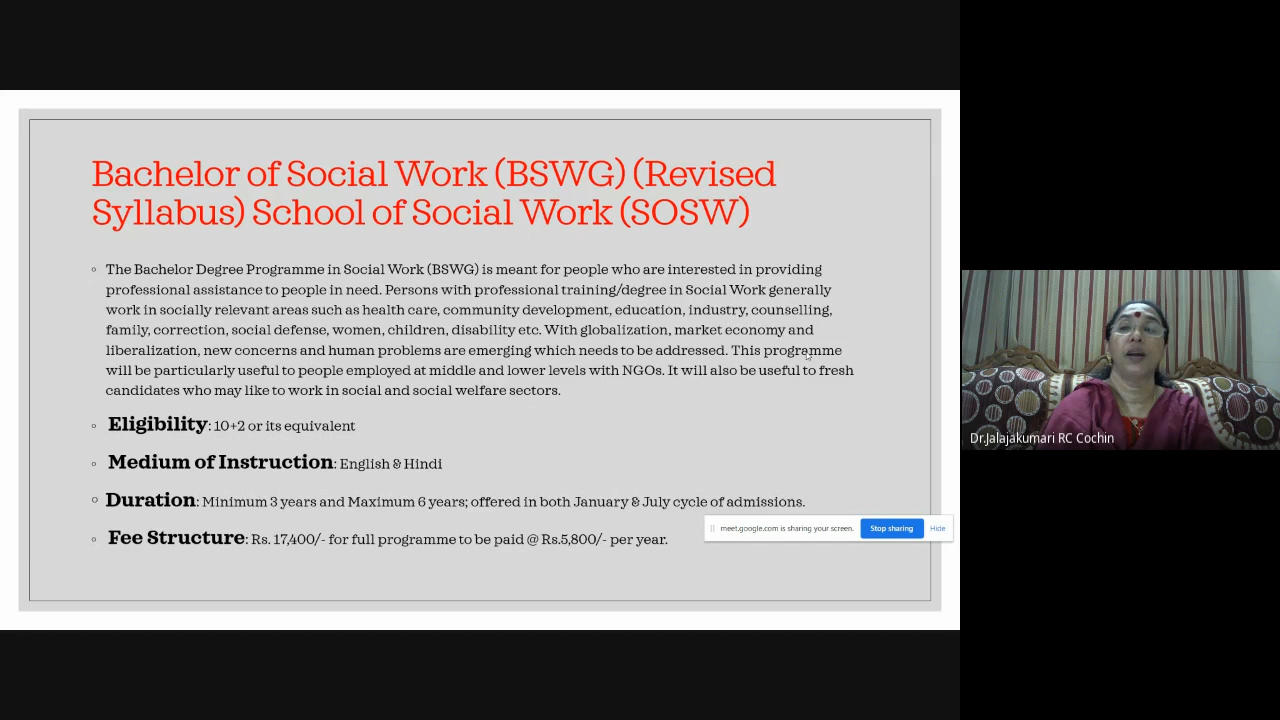 Bachelor of Social Work (BSWG) (Revised
Syllabus) School of Social Work (SOSW)
The Bachelor Degree Programme in Social Work (BSWG) is meant for people who are interested in providing
professional assistance to people in need. Persons with professional training/degree in Social Work generally
work in socially relevant areas such as health care, community development, education, industry, counselling,
family, correction, social defense, women, children, disability etc. With globalization, market economy and
liberalization, new concerns and human problems are emerging which needs to be addressed. This programme
will be particularly useful to people employed at middle and lower levels with NGOs. It will also be useful to fresh
candidates who may like to work in social and social welfare sectors.
Eligibility: 10+2 or its equivalent
Medium of Instruction: English & Hindi
Duration: Minimum 3 years and Maximum 6 years; offered in both January & July cycle of admissions.
Fee Structure: Rs. 17,400/- for full programme to be paid @ Rs.5,800/- per year.
meet.google.com is sharing your screen. Stop sharing Hide
Dr.Jalajakumari RC Cochin